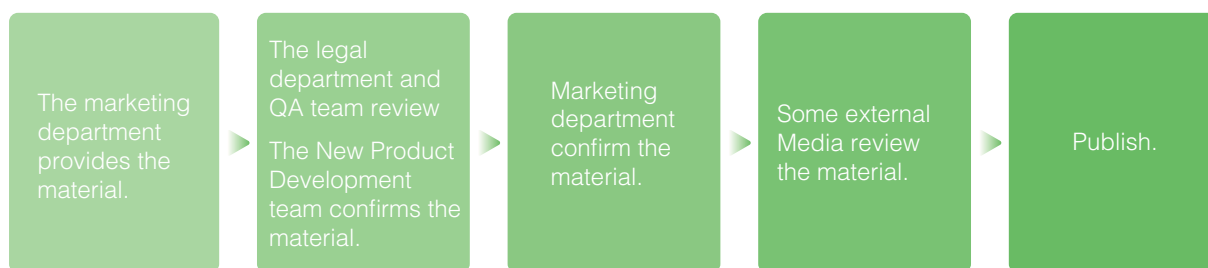 The marketing
department
provides the
material.
The legal
department and
QA team review
The New Product
Development
team confirms the
material.
Marketing
department
confirm the
material.
Some external
Media review
the material.
Publish.